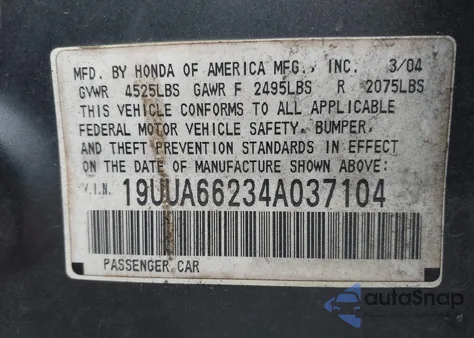 MFD. BY HONDA OF AMERICA MFG., INC. 3/04
GVWR 4525LBS GAWR F 2495LBS R 2075LBS
THIS VEHICLE CONFORMS TO ALL APPLICABLE
FEDERAL MOTOR VEHICLE SAFETY, BUMPER,
AND THEFT PREVENTION STANDARDS IN EFFECT
ON THE DATE OF MANUFACTURE SHOWN ABOVE:
V.I.N. 19UUA66234A037104
PASSENGER CAR
autoSnap